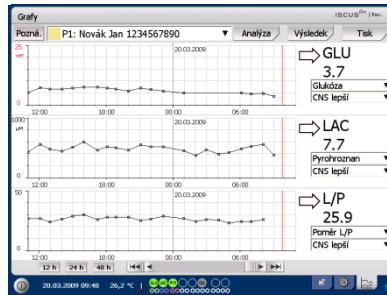 Grafy
ISCUS
Pozná. P1: Novák Jan 1234567890 Analýza Výsledek Tisk
25
mM
20.03.2009
GLU
3.7
Glukóza
CNS lepší
0
12:00 18:00 00:00 06:00
1000
µM
20.03.2009
LAC
7.7
Pyrohroznan
CNS lepší
0
12:00 18:00 00:00 06:00
50
20.03.2009
L/P
25.9
Poměr L/P
CNS lepší
0
12:00 18:00 00:00 06:00
12 h 24 h 48 h
20.03.2009 09:48 26,2 °C